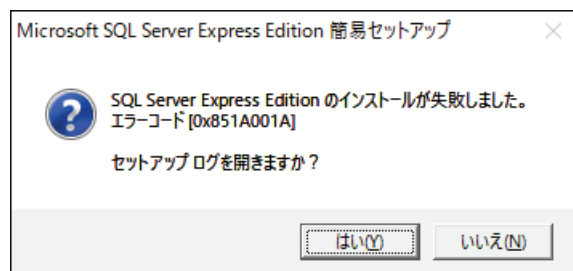 Microsoft SQL Server Express Edition 簡易セットアップ
SQL Server Express Edition のインストールが失敗しました。
エラーコード [0x851A001A]
セットアップ ログを開きますか？
はい(Y)
いいえ(N)